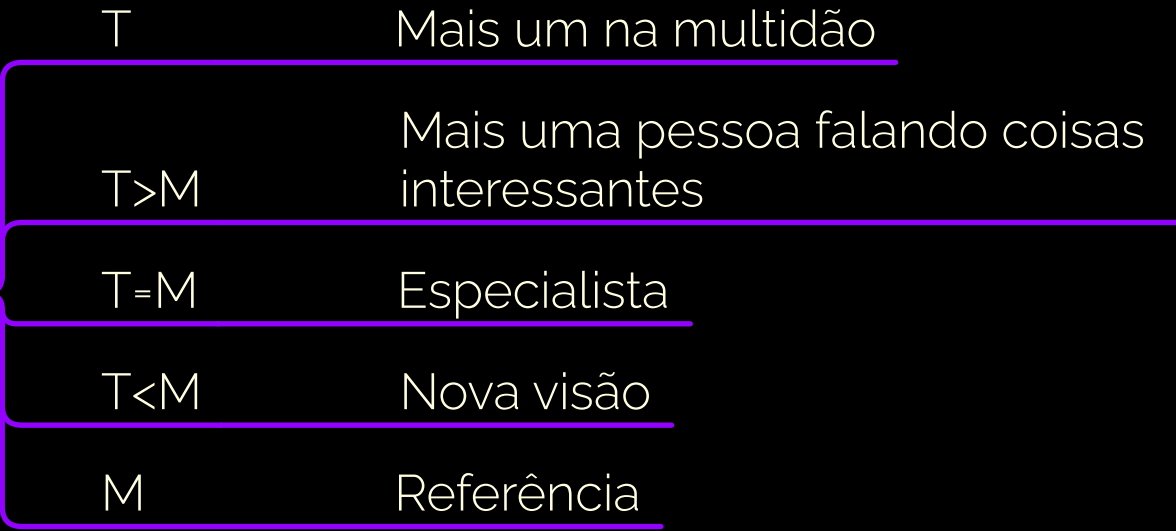 T Mais um na multidão
Mais uma pessoa falando coisas
T>M interessantes
T=M Especialista
T<M Nova visão
M Referência